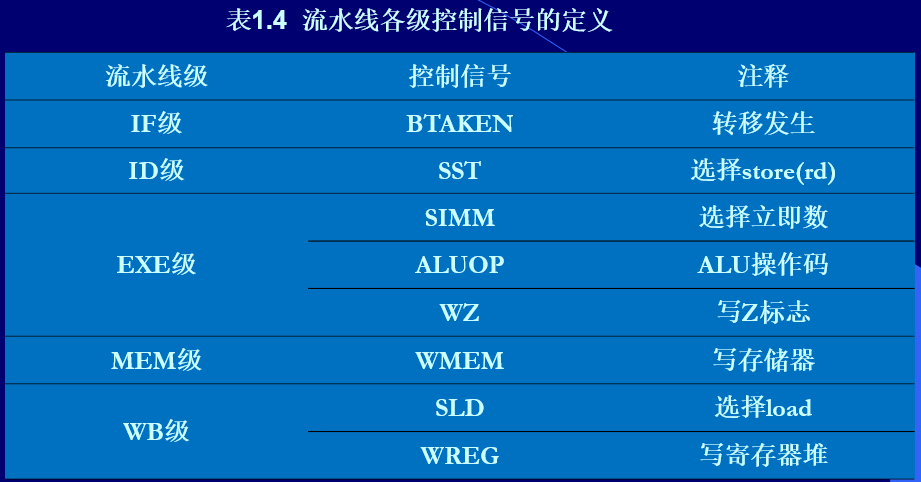 表1.4 流水线各级控制信号的定义
流水线级 控制信号 注释
IF级 BTAKEN 转移发生
ID级 SST 选择store(rd)
EXE级 SIMM 选择立即数
ALUOP ALU操作码
WZ 写Z标志
MEM级 WMEM 写存储器
WB级 SLD 选择load
WREG 写寄存器堆